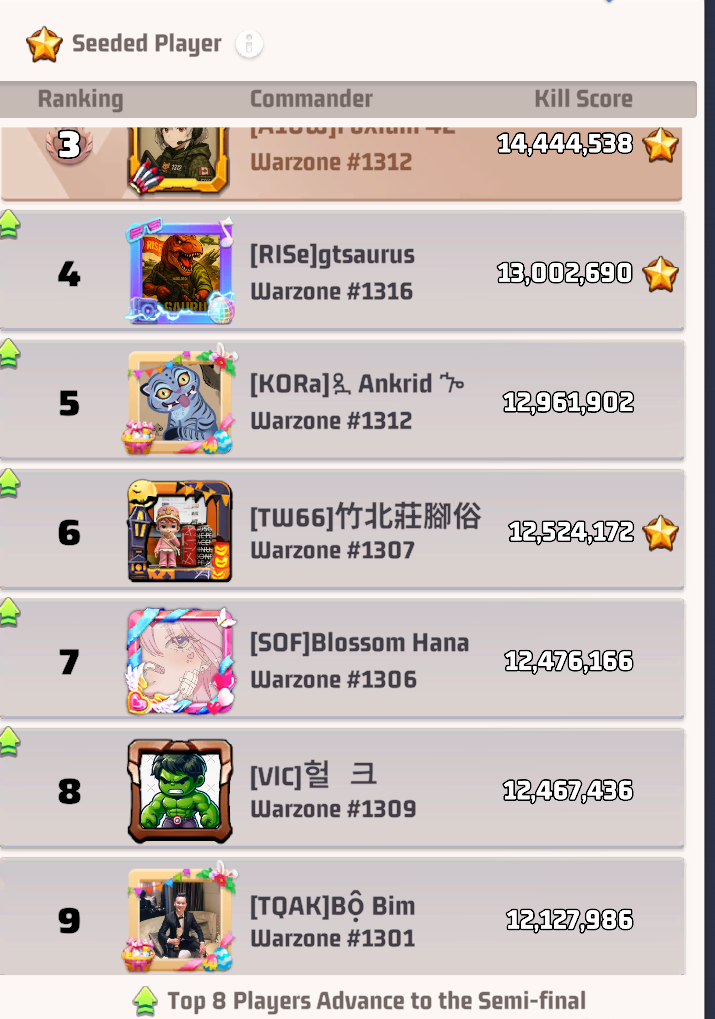 Seeded Player
Ranking Commander Kill Score
3
14,444,538
Warzone #1312
4
[RISe]gtsaurus
13,002,690
Warzone #1316
5
Ankrid
12,961,902
Warzone #1312
6
[TW66]竹北莊腳俗
12,524,172
Warzone #1307
7
[SOF]Blossom Hana
12,476,166
Warzone #1306
8
[VIC]헐 크
12,467,436
Warzone #1309
9
[TQAK]Bộ Bim
12,127,986
Warzone #1301
Top 8 Players Advance to the Semi-final